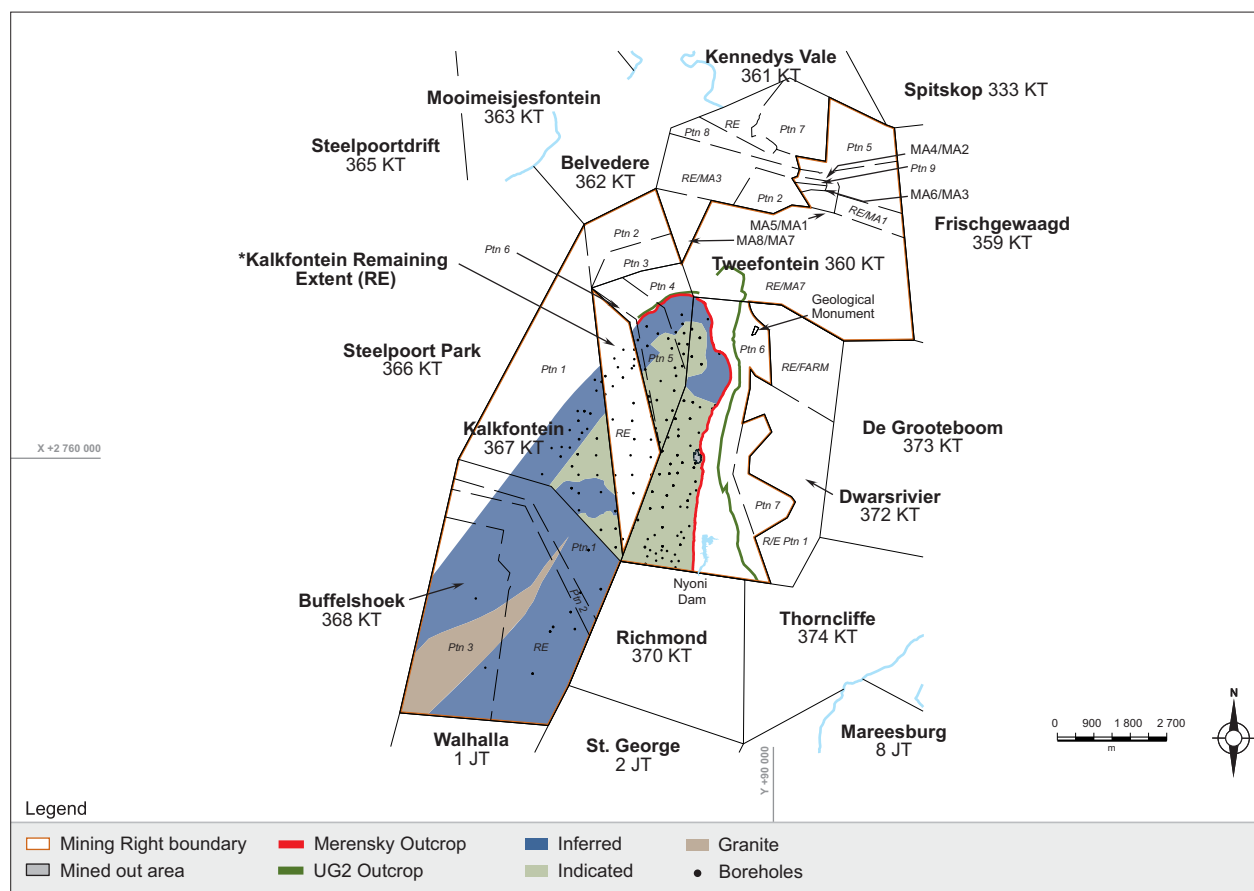 Kennedys Vale
361 KT
Spitskop 333 KT
Mooimeisjesfontein
363 KT
Steelpoortdrift
365 KT
Belvedere
362 KT
RE
Ptn 7
Ptn 8
Ptn 5
MA4/MA2
Ptn 9
RE/MA3
Ptn 2
MA6/MA3
RE/MA1
MA5/MA1
MA8/MA7
Frischgewaagd
359 KT
Ptn 2
Ptn 6
Ptn 3
*Kalkfontein Remaining
Extent (RE)
Tweefontein 360 KT
RE/MA7
Ptn 4
Geological
Monument
Steelpoort Park
366 KT
Ptn 1
Ptn 5
Ptn 6
RE/FARM
Kalkfontein
367 KT
RE
De Grooteboom
373 KT
X +2 760 000
Dwarsrivier
372 KT
Ptn 7
R/E Ptn 1
Ptn 1
Ptn 2
Buffelshoek
368 KT
Nyoni
Dam
Ptn 3
RE
Richmond
370 KT
Thorncliffe
374 KT
Walhalla
1 JT
St. George
2 JT
Mareesburg
8 JT
Y +90 000
0 900 1 800 2 700
m
N
Legend
Mining Right boundary
Merensky Outcrop
Inferred
Granite
Mined out area
UG2 Outcrop
Indicated
Boreholes